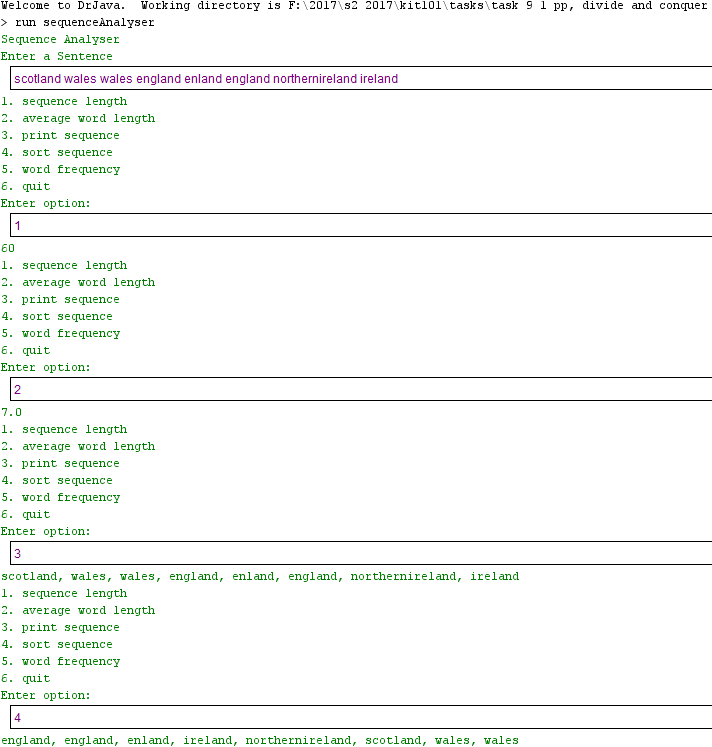 Welcome to DrJava.  Working directory is F:\2017\s2 2017\kit101\tasks\task 9 1 pp, divide and conquer
> run sequenceAnalyser
Sequence Analyser
Enter a Sentence
scotland wales wales england enland england northernireland ireland
1. sequence length
2. average word length
3. print sequence
4. sort sequence
5. word frequency
6. quit
Enter option:
1
60
1. sequence length
2. average word length
3. print sequence
4. sort sequence
5. word frequency
6. quit
Enter option:
2
7.0
1. sequence length
2. average word length
3. print sequence
4. sort sequence
5. word frequency
6. quit
Enter option:
3
scotland, wales, wales, england, enland, england, northernireland, ireland
1. sequence length
2. average word length
3. print sequence
4. sort sequence
5. word frequency
6. quit
Enter option:
4
england, england, enland, ireland, northernireland, scotland, wales, wales